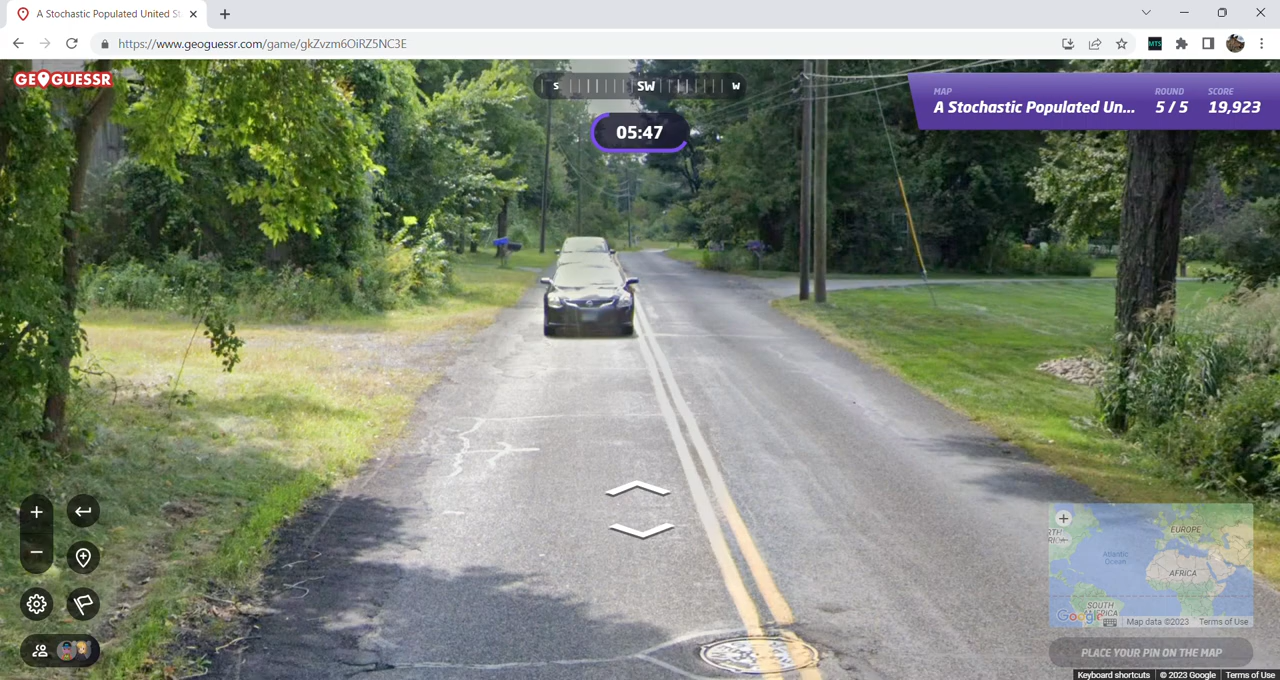 A Stochastic Populated United St
https://www.geoguessr.com/game/gkZvzm6OiRZ5NC3E
MTS
GEOGUESSR
S SW W
05:47
MAP ROUND SCORE
A Stochastic Populated Un... 5 / 5 19,923
EUROPE
Atlantic
Ocean
AFRICA
SOUTH
AMERICA
Google Map data ©2023 Terms of Use
PLACE YOUR PIN ON THE MAP
Keyboard shortcuts © 2023 Google Terms of Use